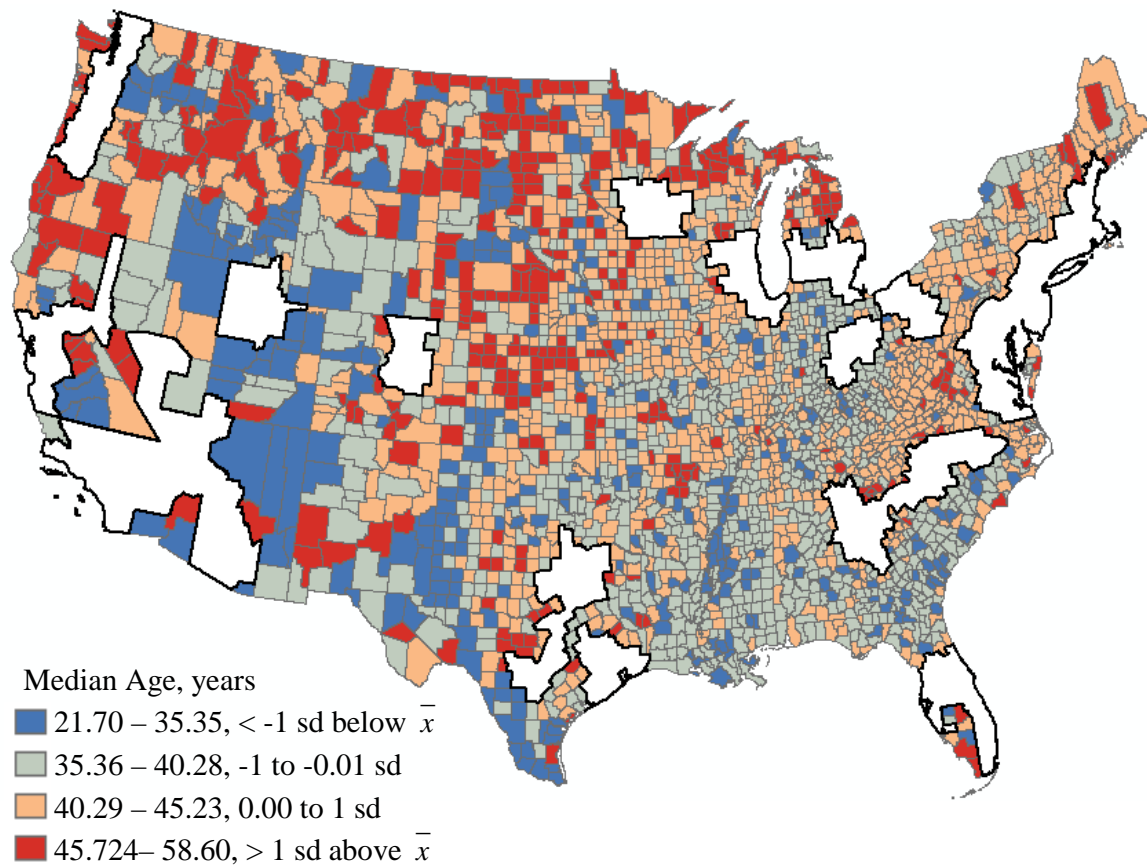 Median Age, years
21.70 – 35.35, < -1 sd below x̄
35.36 – 40.28, -1 to -0.01 sd
40.29 – 45.23, 0.00 to 1 sd
45.724– 58.60, > 1 sd above x̄